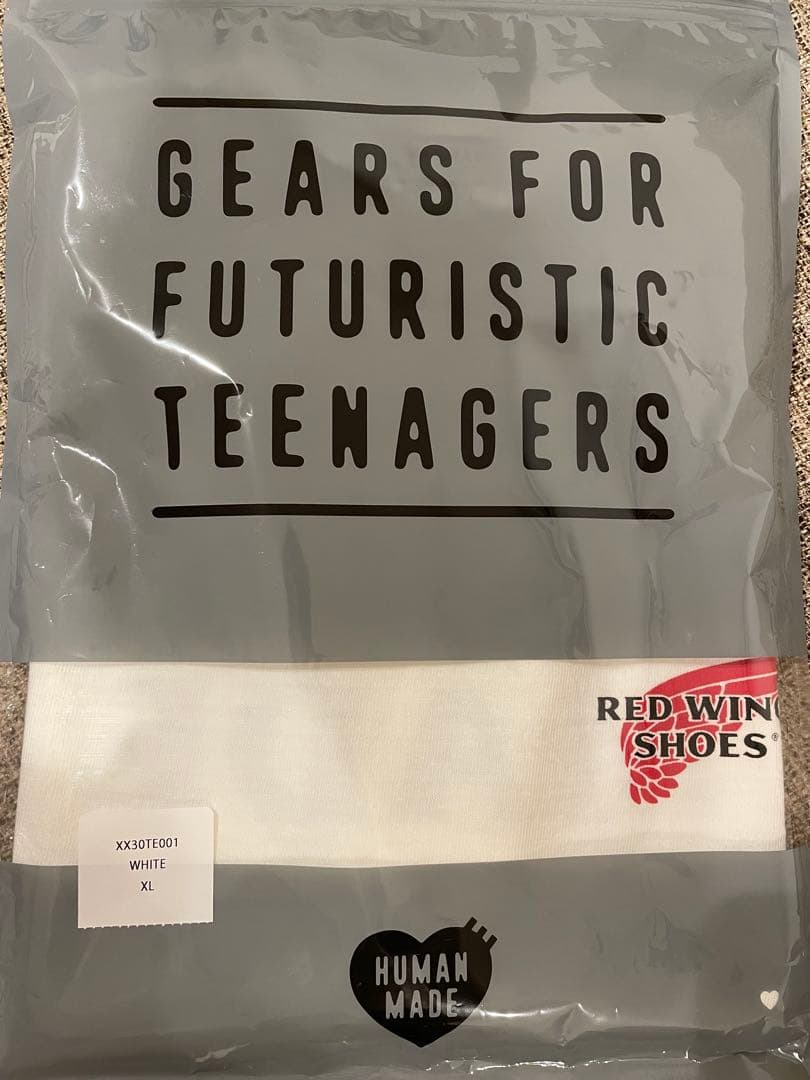 GEARS FOR
FUTURISTIC
TEENAGERS
RED WING
SHOES®
XX30TE001
WHITE
XL
HUMAN
MADE